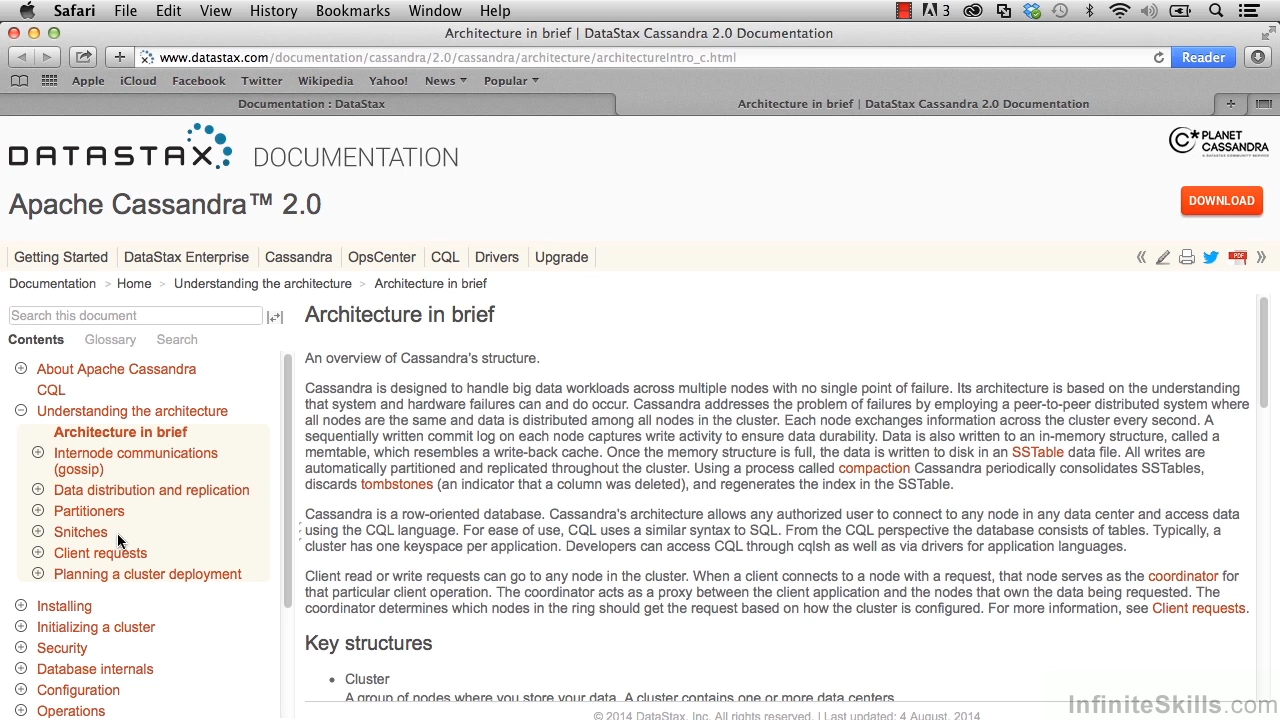 Safari File Edit View History Bookmarks Window Help 3
Architecture in brief | DataStax Cassandra 2.0 Documentation
www.datastax.com/documentation/cassandra/2.0/cassandra/architecture/architectureIntro_c.html Reader
Apple iCloud Facebook Twitter Wikipedia Yahoo! News Popular
Documentation : DataStax Architecture in brief | DataStax Cassandra 2.0 Documentation
DATASTAX DOCUMENTATION
PLANET
CASSANDRA
Apache Cassandra™ 2.0
DOWNLOAD
Getting Started DataStax Enterprise Cassandra OpsCenter CQL Drivers Upgrade PDF
Documentation > Home > Understanding the architecture > Architecture in brief
Search this document
Contents Glossary Search
About Apache Cassandra
CQL
Understanding the architecture
Architecture in brief
Internode communications
(gossip)
Data distribution and replication
Partitioners
Snitches
Client requests
Planning a cluster deployment
Installing
Initializing a cluster
Security
Database internals
Configuration
Operations
Architecture in brief
An overview of Cassandra's structure.
Cassandra is designed to handle big data workloads across multiple nodes with no single point of failure. Its architecture is based on the understanding
that system and hardware failures can and do occur. Cassandra addresses the problem of failures by employing a peer-to-peer distributed system where
all nodes are the same and data is distributed among all nodes in the cluster. Each node exchanges information across the cluster every second. A
sequentially written commit log on each node captures write activity to ensure data durability. Data is also written to an in-memory structure, called a
memtable, which resembles a write-back cache. Once the memory structure is full, the data is written to disk in an SSTable data file. All writes are
automatically partitioned and replicated throughout the cluster. Using a process called compaction Cassandra periodically consolidates SSTables,
discards tombstones (an indicator that a column was deleted), and regenerates the index in the SSTable.
Cassandra is a row-oriented database. Cassandra's architecture allows any authorized user to connect to any node in any data center and access data
using the CQL language. For ease of use, CQL uses a similar syntax to SQL. From the CQL perspective the database consists of tables. Typically, a
cluster has one keyspace per application. Developers can access CQL through cqlsh as well as via drivers for application languages.
Client read or write requests can go to any node in the cluster. When a client connects to a node with a request, that node serves as the coordinator for
that particular client operation. The coordinator acts as a proxy between the client application and the nodes that own the data being requested. The
coordinator determines which nodes in the ring should get the request based on how the cluster is configured. For more information, see Client requests.
Key structures
• Cluster
A group of nodes where you store your data. A cluster contains one or more data centers
© 2014 DataStax, Inc. All rights reserved. | Last updated: 4 August, 2014
InfiniteSkills.com